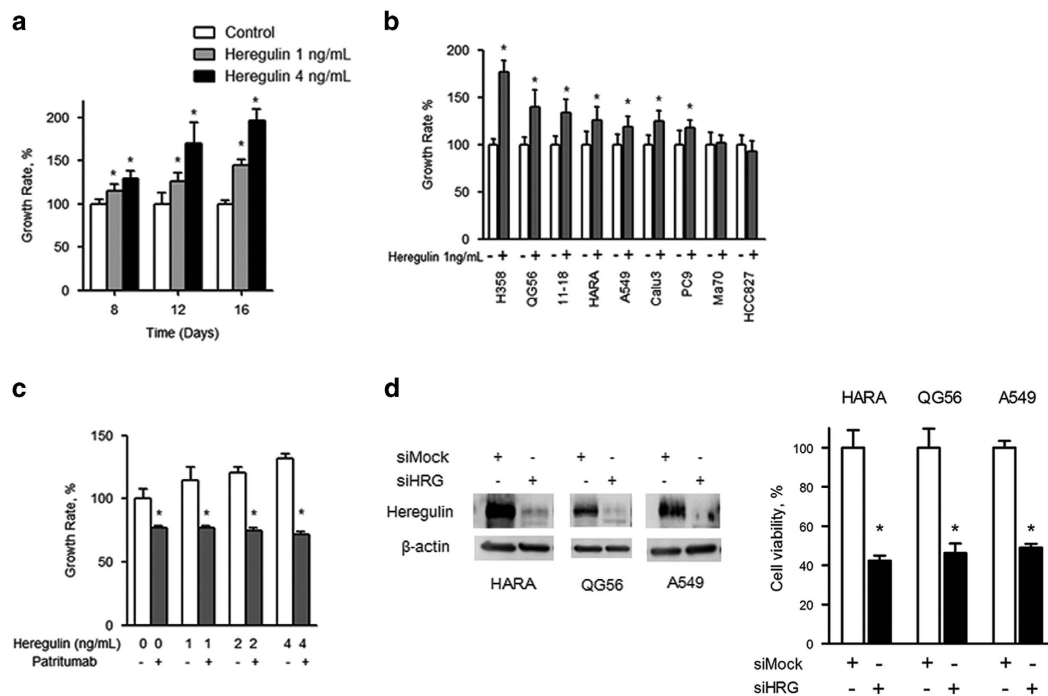 a
Control
Heregulin 1 ng/mL
Heregulin 4 ng/mL
Growth Rate, %
200
150
100
50
0
* * * * * *
8 12 16
Time (Days)
b
Growth Rate %
200
150
100
50
0
* * * * * * *
Heregulin 1ng/mL - + - + - + - + - + - + - + - + - +
H358 QG56 11-18 HARA A549 Calu3 PC9 Ma70 HCC827
c
Growth Rate, %
150
100
50
0
* * * *
Heregulin (ng/mL) 0 0 1 1 2 2 4 4
Patritumab - + - + - + - +
d
siMock + - + - + -
siHRG - + - + - +
Heregulin
β-actin
HARA QG56 A549
HARA QG56 A549
Cell viability, %
100
80
60
40
20
0
* * *
siMock + - + - + -
siHRG - + - + - +